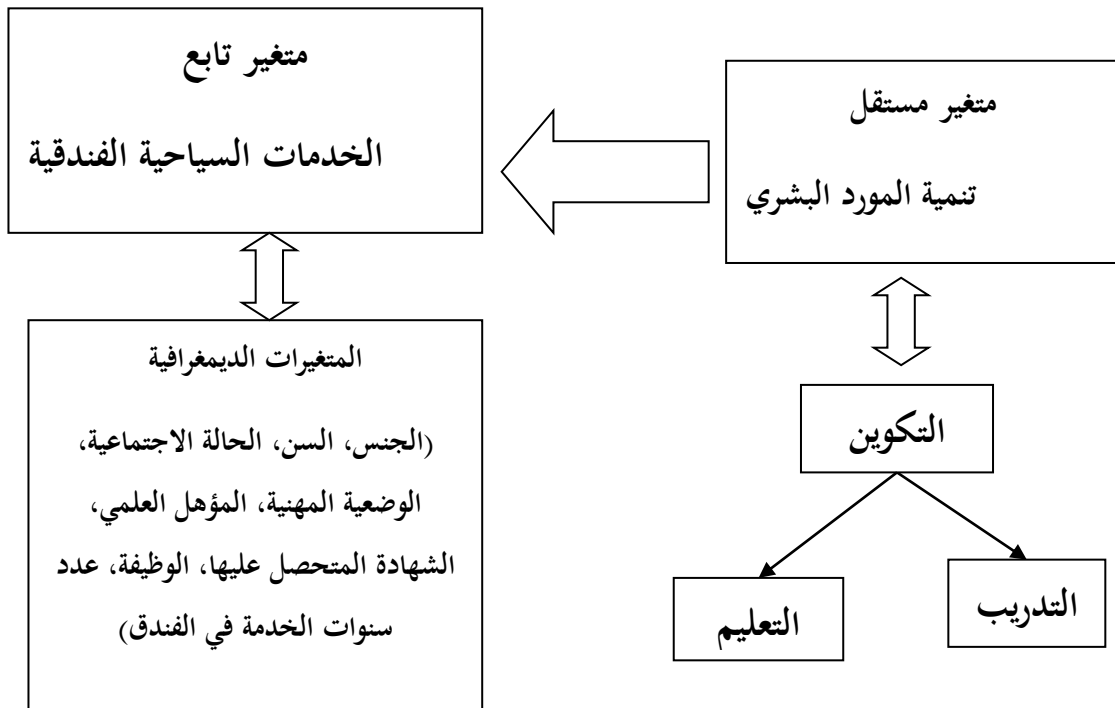 متغير مستقل
تنمية المورد البشري
متغير تابع
الخدمات السياحية الفندقية
التكوين
التدريب
التعليم
المتغيرات الديمغرافية
(الجنس، السن، الحالة الاجتماعية،
الوضعية المهنية، المؤهل العلمي،
الشهادة المتحصل عليها، الوظيفة، عدد
سنوات الخدمة في الفندق)